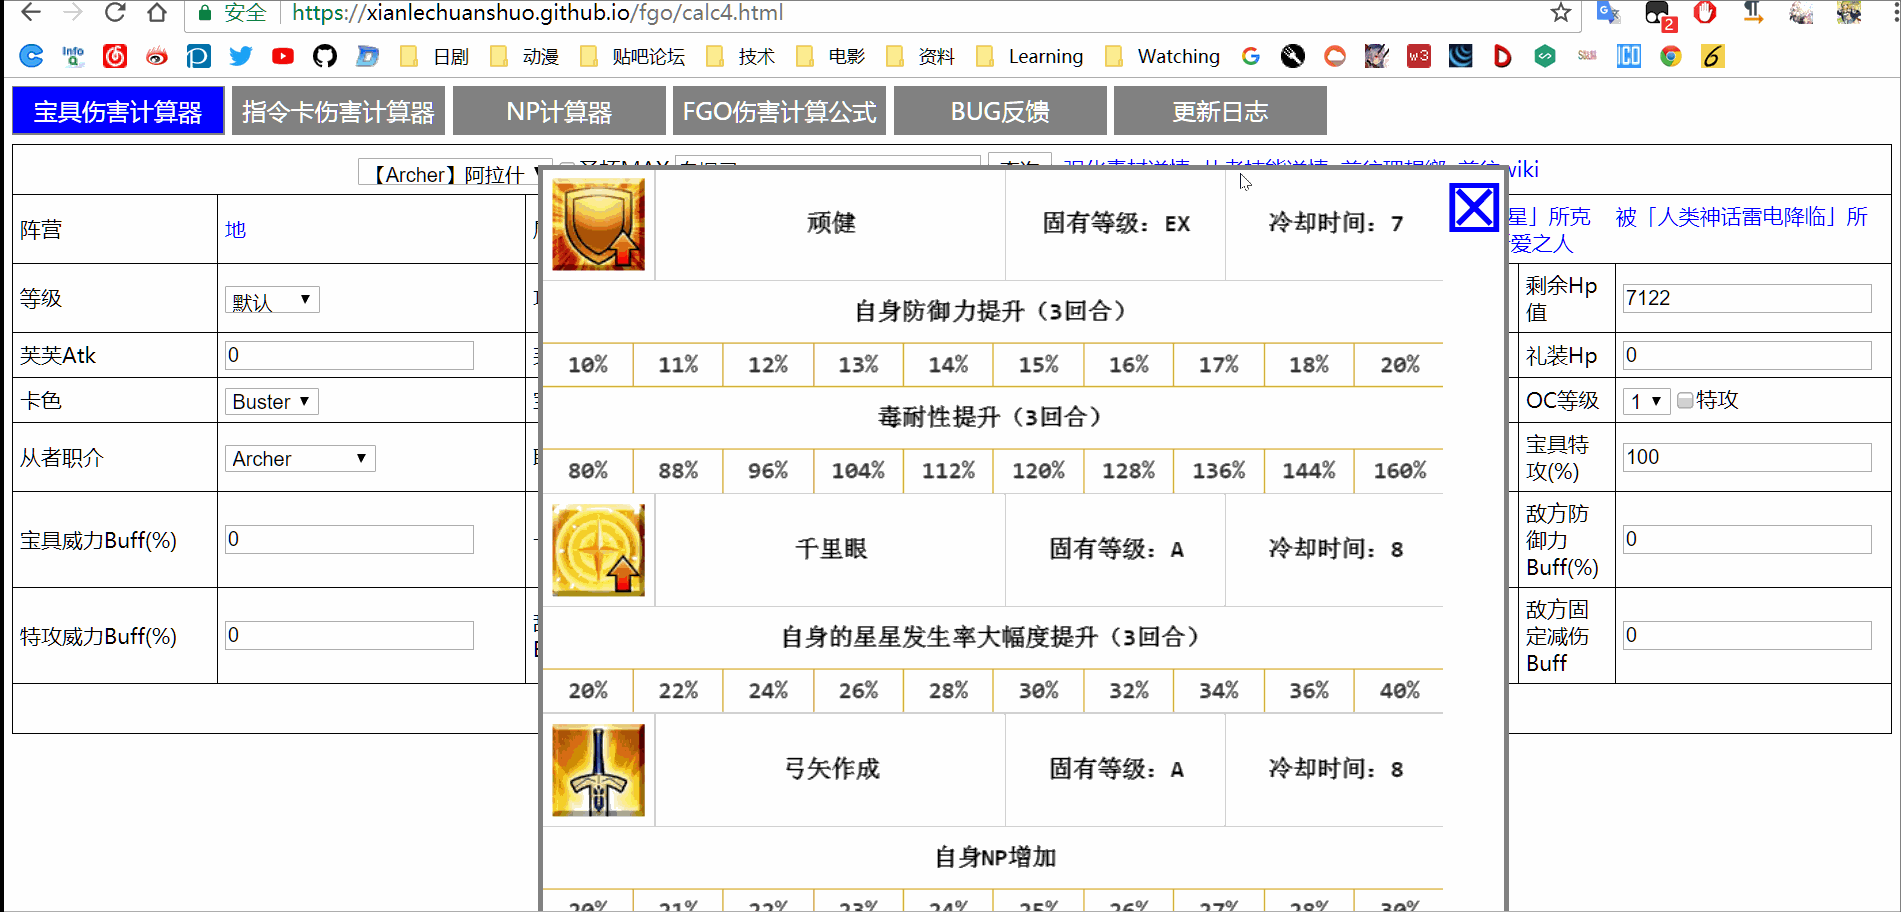 安全 https://xianlechuanshuo.github.io/fgo/calc4.html
2
Info Q 日剧 动漫 贴吧论坛 技术 电影 资料 Learning Watching w3 ICO 6
宝具伤害计算器 指令卡伤害计算器 NP计算器 FGO伤害计算公式 BUG反馈 更新日志
【Archer】阿拉什 wiki
阵营 地
星」所克 被「人类神话雷电降临」所
爱之人
等级 默认
剩余Hp
值
7122
芙芙Atk 0
礼装Hp 0
卡色 Buster
OC等级 1 特攻
从者职介 Archer
宝具特
攻(%)
100
宝具威力Buff(%) 0
敌方防
御力
Buff(%)
0
特攻威力Buff(%) 0
敌方固
定减伤
Buff
0
顽健 固有等级: EX 冷却时间: 7
自身防御力提升（3回合）
10% 11% 12% 13% 14% 15% 16% 17% 18% 20%
毒耐性提升（3回合）
80% 88% 96% 104% 112% 120% 128% 136% 144% 160%
千里眼 固有等级: A 冷却时间: 8
自身的星星发生率大幅度提升（3回合）
20% 22% 24% 26% 28% 30% 32% 34% 36% 40%
弓矢作成 固有等级: A 冷却时间: 8
自身NP增加
20% 21% 22% 23% 24% 25% 26% 27% 28% 30%